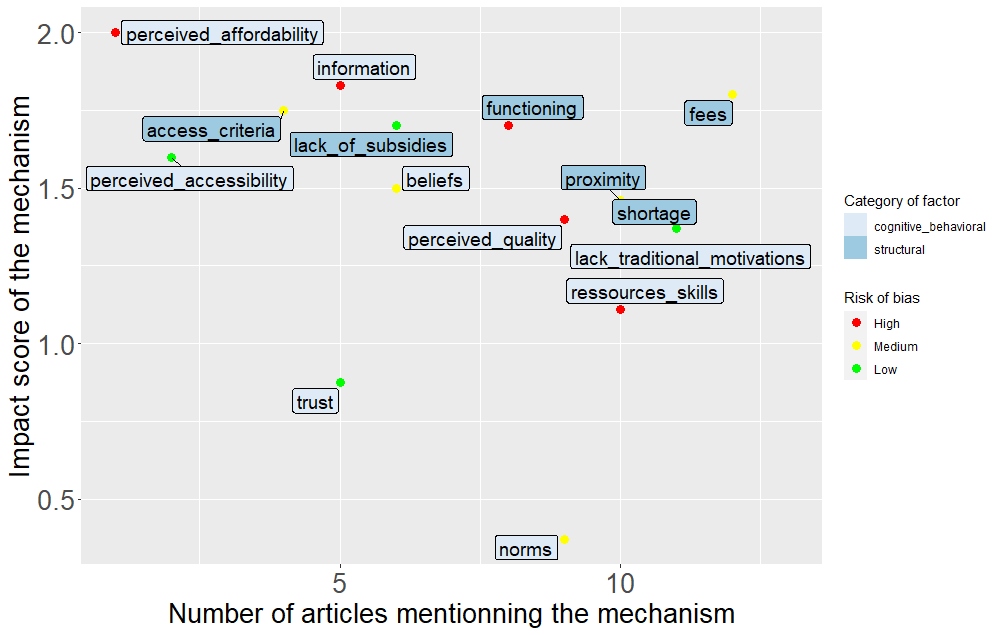 2.0
perceived_affordability
information
functioning
fees
access_criteria
lack_of_subsidies
perceived_accessibility
1.5
beliefs
proximity
shortage
perceived_quality
lack_traditional_motivations
ressources_skills
1.0
trust
0.5
norms
5
10
Number of articles mentionning the mechanism
Impact score of the mechanism
Category of factor
cognitive_behavioral
structural
Risk of bias
High
Medium
Low